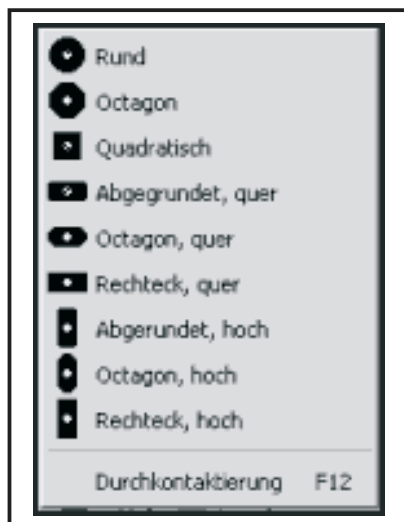 Rund
Octagon
Quadratisch
Abgegrundet, quer
Octagon, quer
Rechteck, quer
Abgerundet, hoch
Octagon, hoch
Rechteck, hoch
Durchkontaktierung F12